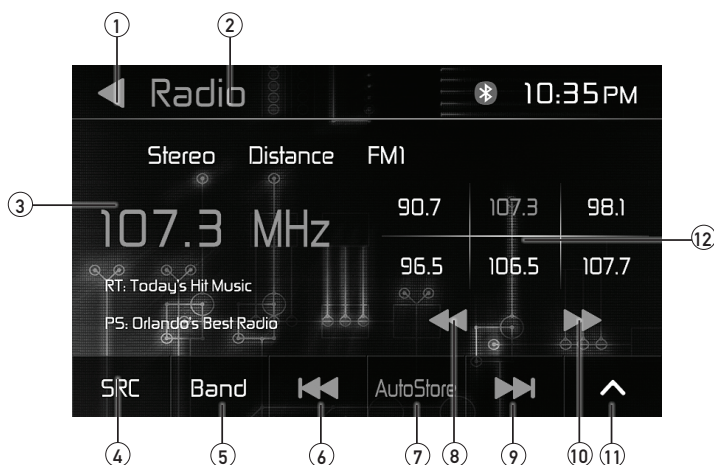 1 2
Radio 10:35 PM
Stereo Distance FM1
3
107.3 MHz
90.7 107.3 98.1
12
96.5 106.5 107.7
RT: Today's Hit Music
PS: Orlando's Best Radio
SRC Band AutoStore
4 5 6 7 8 9 10 11